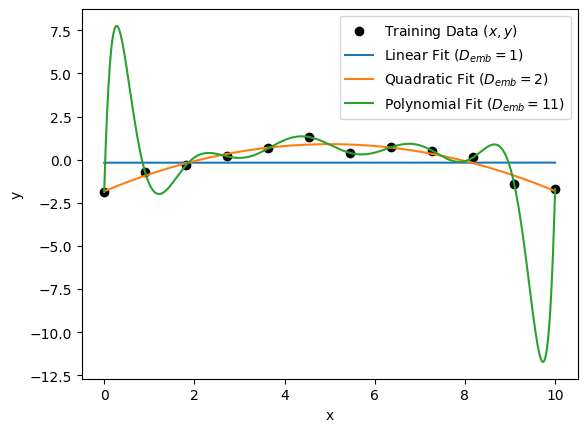 Training Data (x, y)
Linear Fit (D_emb = 1)
Quadratic Fit (D_emb = 2)
Polynomial Fit (D_emb = 11)
7.5
5.0
2.5
0.0
−2.5
−5.0
−7.5
−10.0
−12.5
y
0 2 4 6 8 10
x